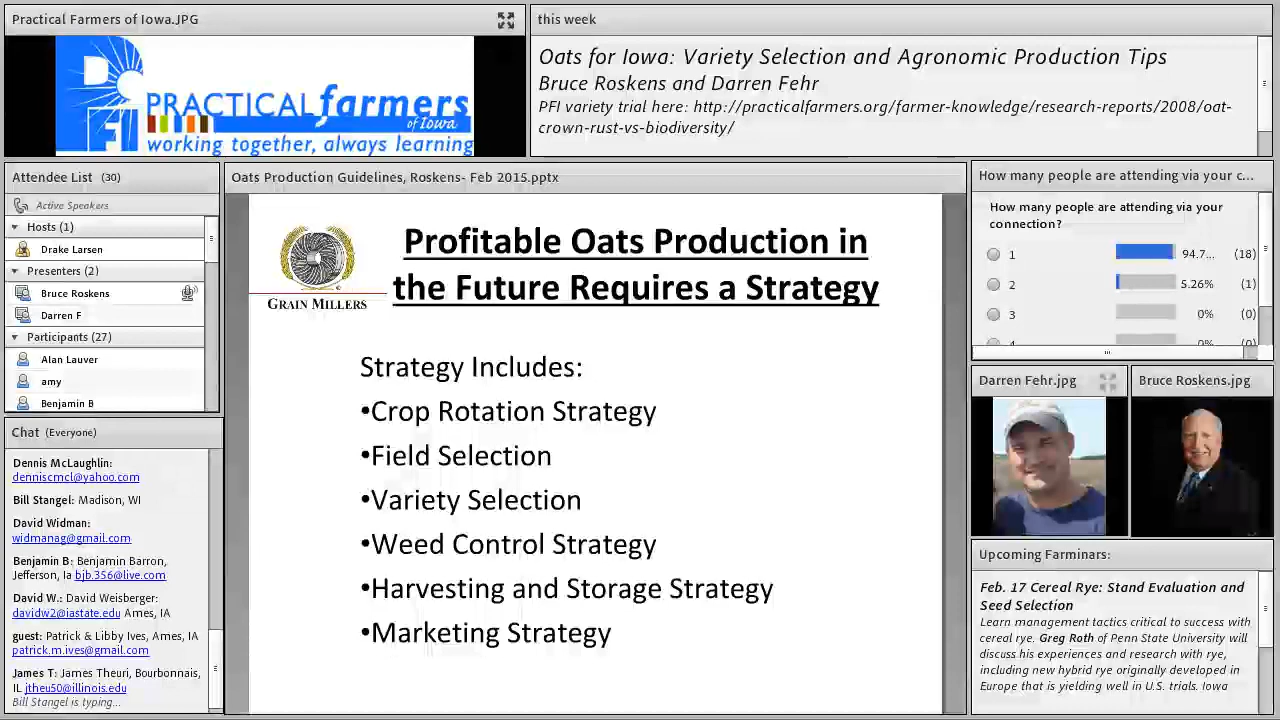 Practical Farmers of Iowa.JPG
PFI
PRACTICAL farmers
of Iowa
working together, always learning
this week
Oats for Iowa: Variety Selection and Agronomic Production Tips
Bruce Roskens and Darren Fehr
PFI variety trial here: http://practicalfarmers.org/farmer-knowledge/research-reports/2008/oat-
crown-rust-vs-biodiversity/
Attendee List (30)
Active Speakers
Hosts (1)
Drake Larsen
Presenters (2)
Bruce Roskens
Darren F
Participants (27)
Alan Lauver
amy
Benjamin B
Chat (Everyone)
Dennis McLaughlin:
denniscmcl@yahoo.com
Bill Stangel: Madison, WI
David Widman:
widmanag@gmail.com
Benjamin B: Benjamin Barron,
Jefferson, Ia bjb.356@live.com
David W.: David Weisberger:
davidw2@iastate.edu Ames, IA
guest: Patrick & Libby Ives, Ames, IA
patrick.m.ives@gmail.com
James T: James Theuri, Bourbonnais,
IL jtheu50@illinois.edu
Bill Stangel is typing...
Oats Production Guidelines, Roskens- Feb 2015.pptx
GRAIN MILLERS
Profitable Oats Production in
the Future Requires a Strategy
Strategy Includes:
•Crop Rotation Strategy
•Field Selection
•Variety Selection
•Weed Control Strategy
•Harvesting and Storage Strategy
•Marketing Strategy
How many people are attending via your c...
How many people are attending via your
connection?
1 94.7... (18)
2 5.26% (1)
3 0% (0)
4 0% (0)
Darren Fehr.jpg
Bruce Roskens.jpg
Upcoming Farminars:
Feb. 17 Cereal Rye: Stand Evaluation and
Seed Selection
Learn management tactics critical to success with
cereal rye. Greg Roth of Penn State University will
discuss his experiences and research with rye,
including new hybrid rye originally developed in
Europe that is yielding well in U.S. trials. Iowa